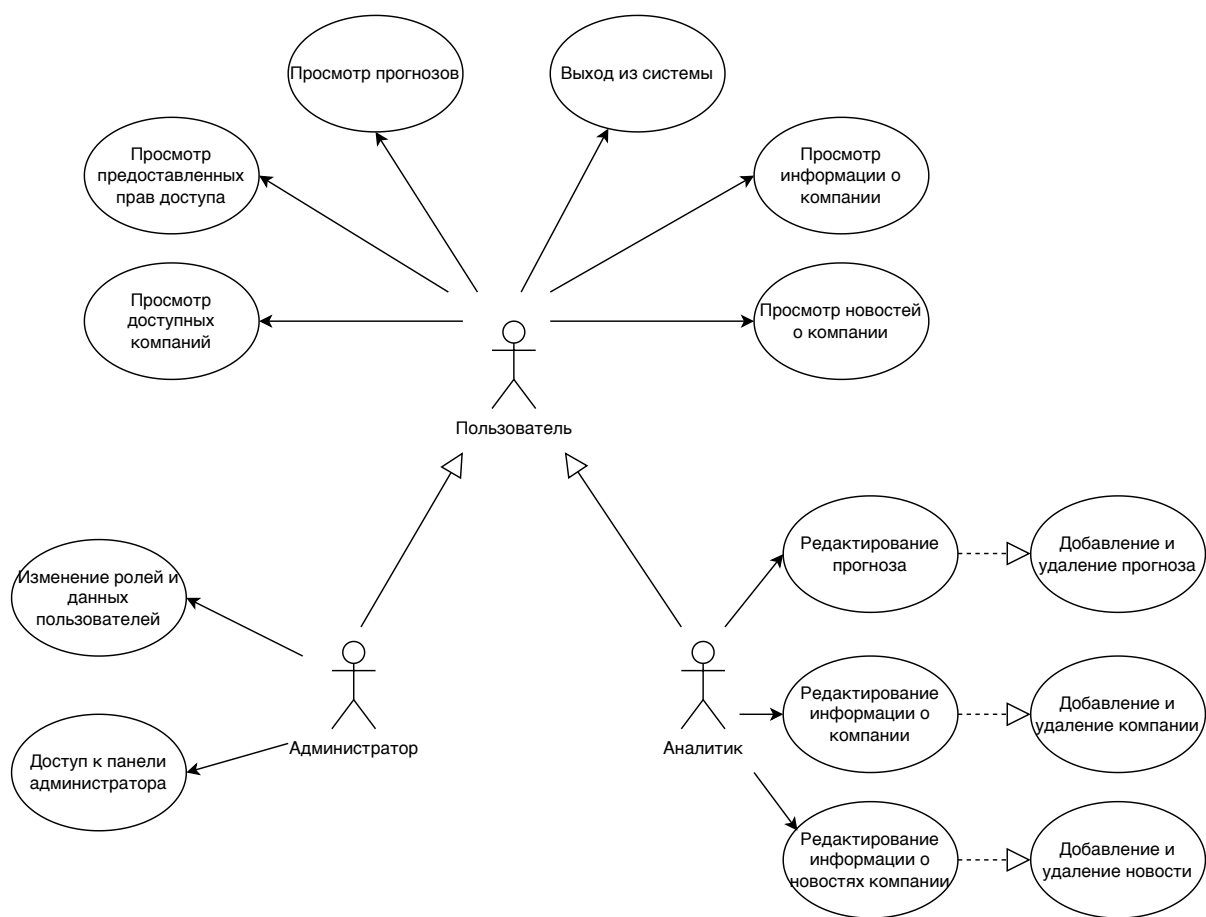 Просмотр прогнозов
Выход из системы
Просмотр
предоставленных
прав доступа
Просмотр
информации о
компании
Просмотр
доступных
компаний
Просмотр новостей
о компании
Пользователь
Редактирование
прогноза
Добавление и
удаление прогноза
Изменение ролей и
данных
пользователей
Редактирование
информации о
компании
Добавление и
удаление компании
Администратор
Аналитик
Доступ к панели
администратора
Редактирование
информации о
новостях компании
Добавление и
удаление новости